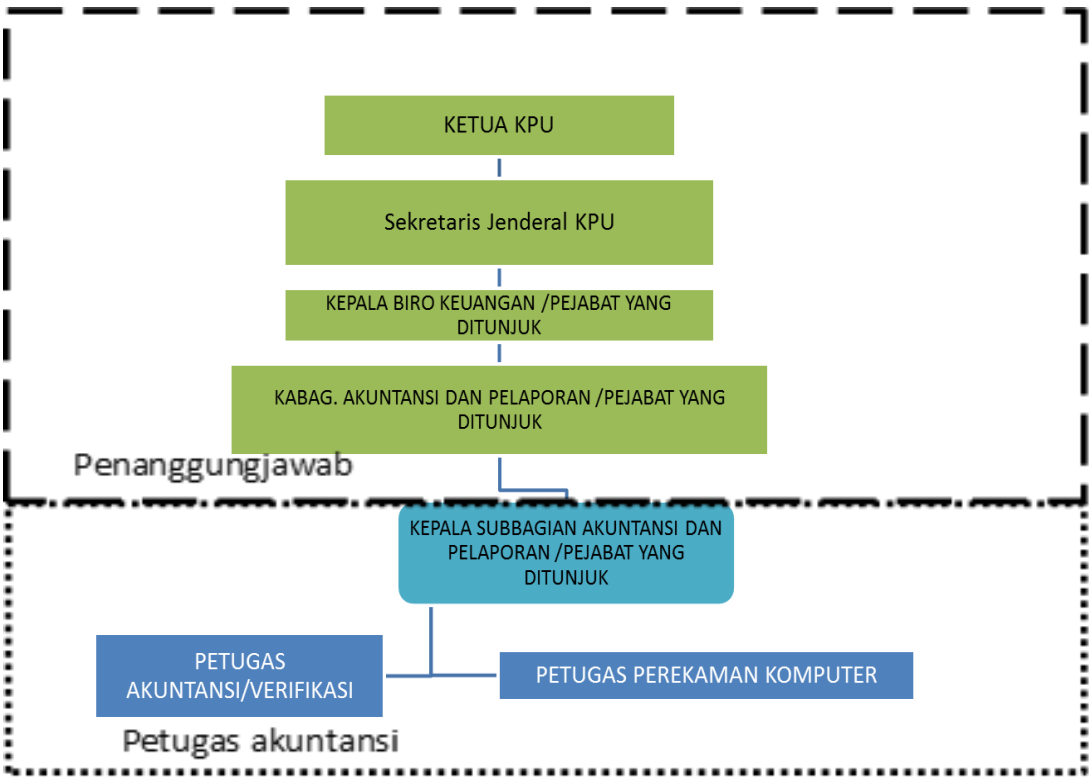 KETUA KPU
Sekretaris Jenderal KPU
KEPALA BIRO KEUANGAN /PEJABAT YANG
DITUNJUK
KABAG. AKUNTANSI DAN PELAPORAN /PEJABAT YANG
DITUNJUK
Penanggungjawab
KEPALA SUBBAGIAN AKUNTANSI DAN
PELAPORAN /PEJABAT YANG
DITUNJUK
PETUGAS
AKUNTANSI/VERIFIKASI
PETUGAS PEREKAMAN KOMPUTER
Petugas akuntansi